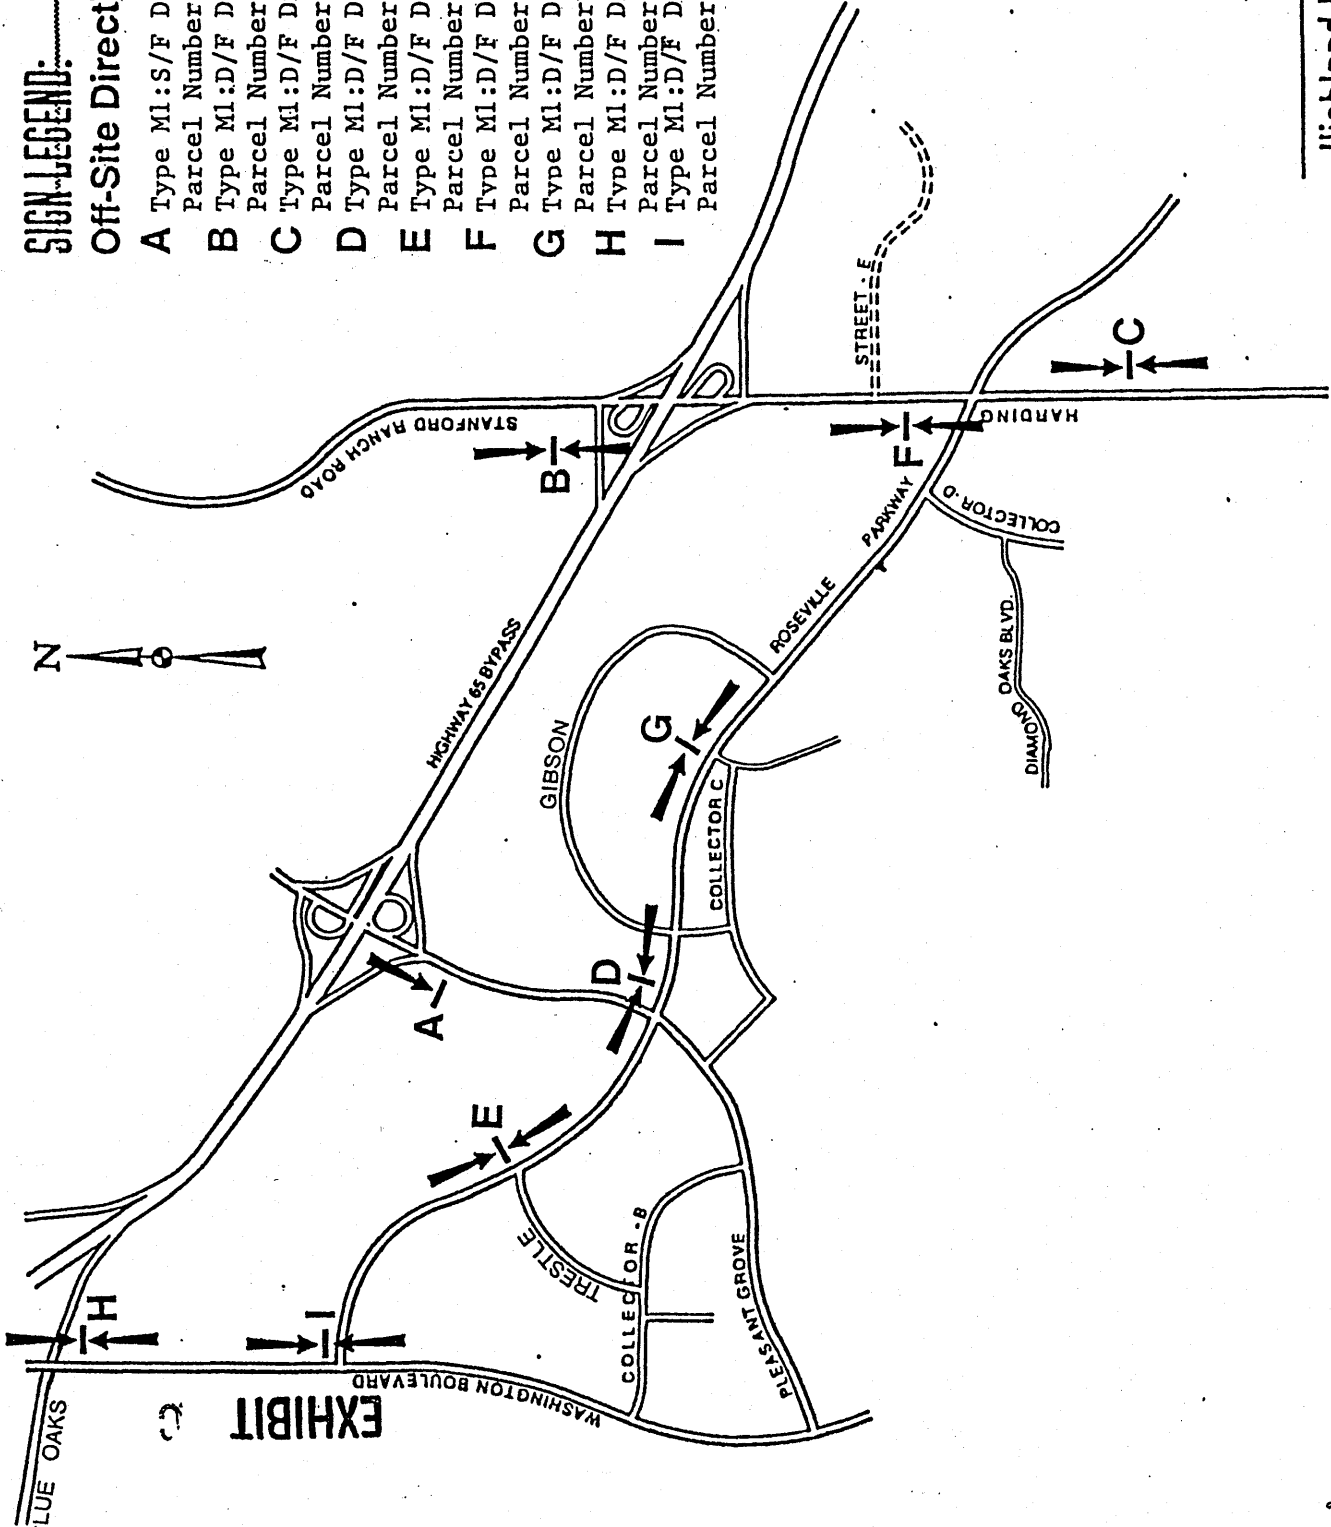 SIGN LEGEND:
Off-Site Direct
A Type M1:S/F D
Parcel Number
B Type M1:D/F D
Parcel Number
C Type M1:D/F D
Parcel Number
D Type M1:D/F D
Parcel Number
E Type M1:D/F D
Parcel Number
F Type M1:D/F D
Parcel Number
G Type M1:D/F D
Parcel Number
H Type M1:D/F D
Parcel Number
I Type M1:D/F D
Parcel Number
N
STANFORD RANCH ROAD
HIGHWAY 65 BYPASS
STREET - E
HARDING
ROSEVILLE PARKWAY
COLLECTOR - D
DIAMOND OAKS BLVD.
GIBSON
COLLECTOR C
TRESTLE
COLLECTOR - B
PLEASANT GROVE
WASHINGTON BOULEVARD
LUE OAKS
A
B
C
D
E
F
G
H
I
EXHIBIT